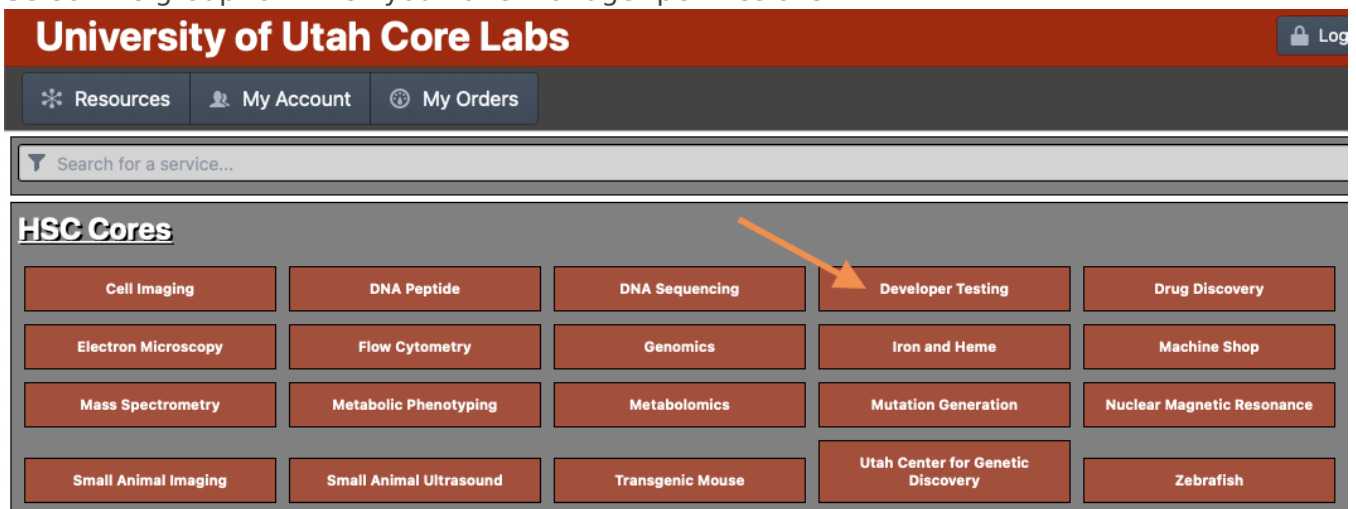 University of Utah Core Labs
Log
Resources My Account My Orders
Search for a service...
HSC Cores
Cell Imaging DNA Peptide DNA Sequencing Developer Testing Drug Discovery
Electron Microscopy Flow Cytometry Genomics Iron and Heme Machine Shop
Mass Spectrometry Metabolic Phenotyping Metabolomics Mutation Generation Nuclear Magnetic Resonance
Small Animal Imaging Small Animal Ultrasound Transgenic Mouse Utah Center for Genetic
Discovery Zebrafish